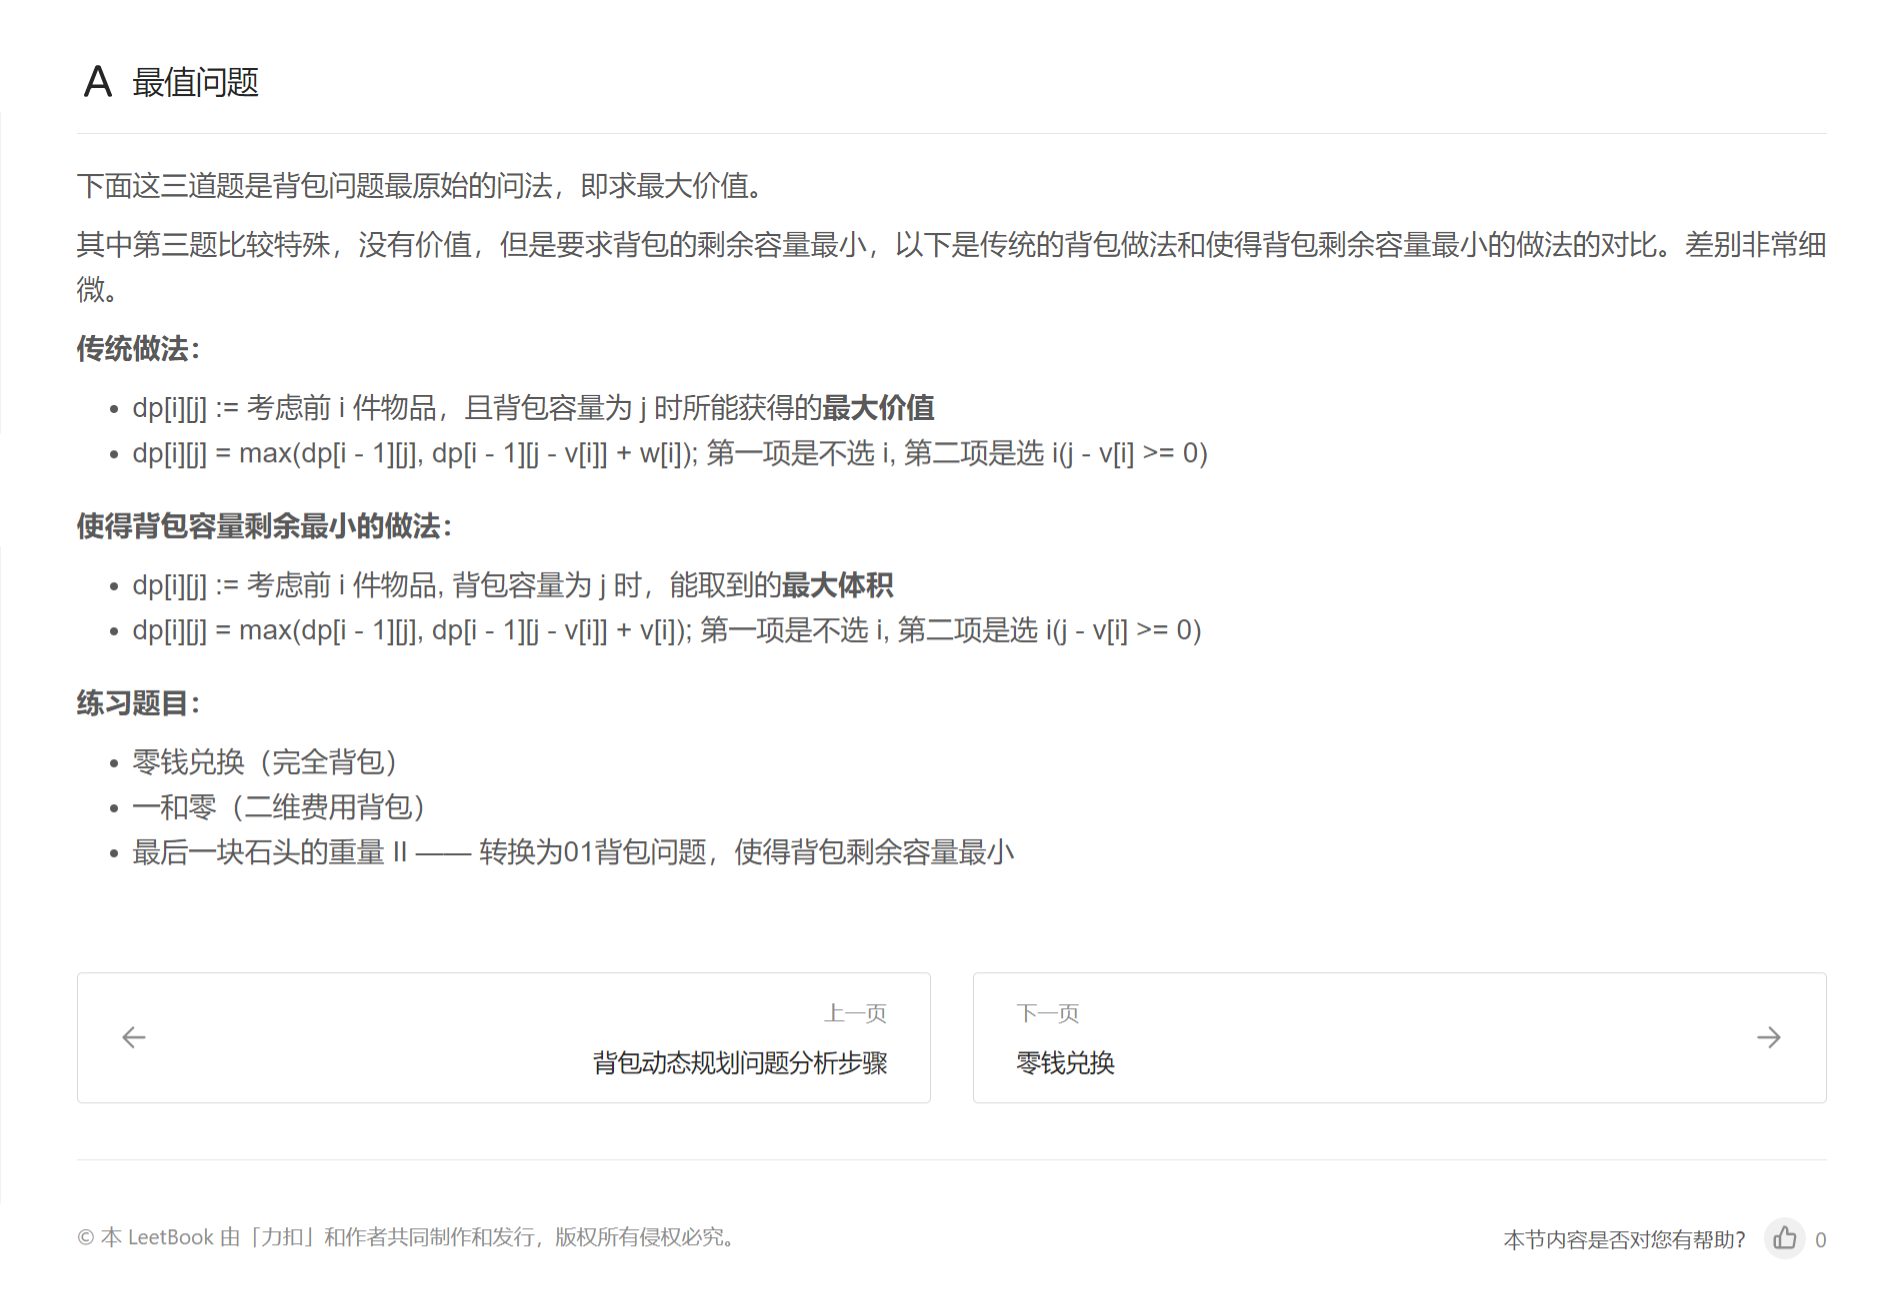 最值问题
下面这三道题是背包问题最原始的问法，即求最大价值。
其中第三题比较特殊，没有价值，但是要求背包的剩余容量最小，以下是传统的背包做法和使得背包剩余容量最小的做法的对比。差别非常细
微。
传统做法：
• dp[i][j] := 考虑前 i 件物品，且背包容量为 j 时所能获得的最大价值
• dp[i][j] = max(dp[i - 1][j], dp[i - 1][j - v[i]] + w[i]); 第一项是不选 i, 第二项是选 i(j - v[i] >= 0)
使得背包容量剩余最小的做法：
• dp[i][j] := 考虑前 i 件物品, 背包容量为 j 时，能取到的最大体积
• dp[i][j] = max(dp[i - 1][j], dp[i - 1][j - v[i]] + v[i]); 第一项是不选 i, 第二项是选 i(j - v[i] >= 0)
练习题目：
• 零钱兑换（完全背包）
• 一和零（二维费用背包）
• 最后一块石头的重量 II —— 转换为01背包问题，使得背包剩余容量最小
上一页
背包动态规划问题分析步骤
下一页
零钱兑换
© 本 LeetBook 由「力扣」和作者共同制作和发行，版权所有侵权必究。
本节内容是否对您有帮助？ 0